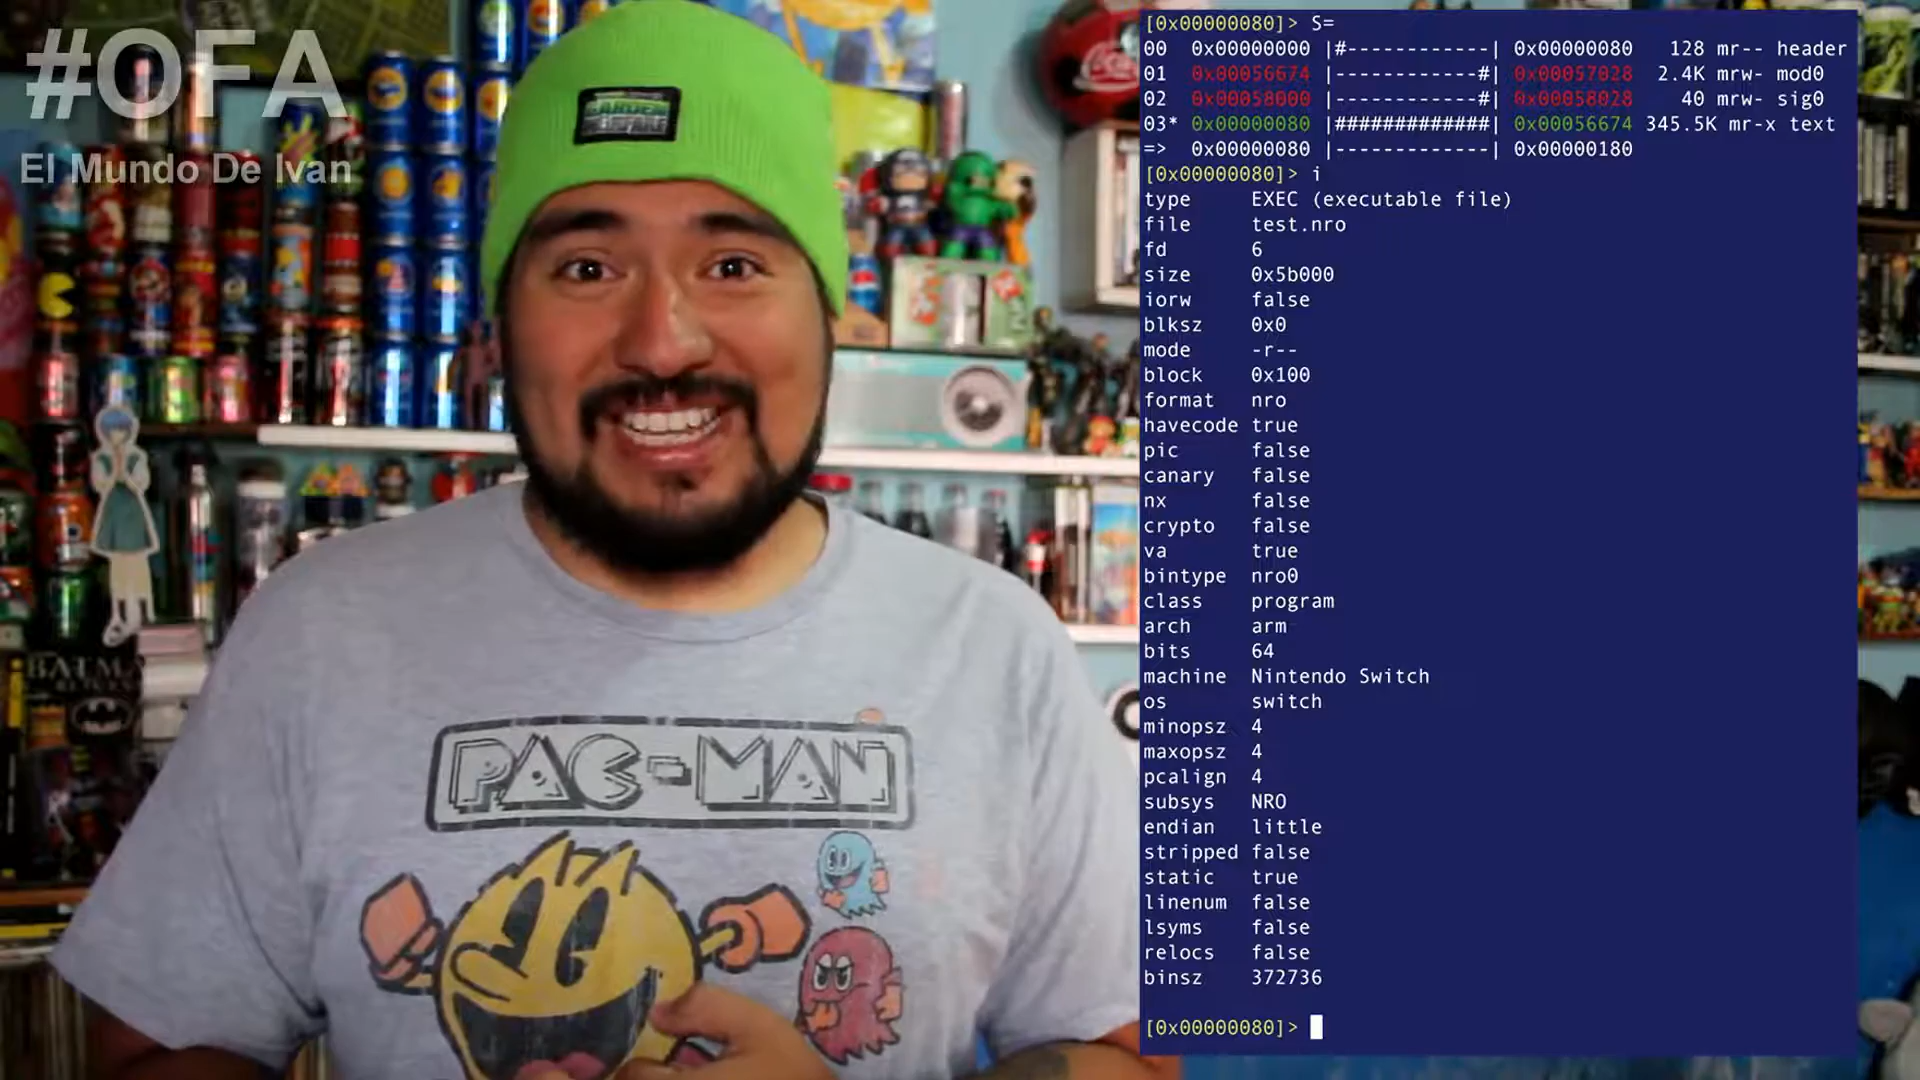 #OFA
El Mundo De Ivan
PAC-MAN
BATMAN
RETURNS
[0x00000080]> S=
00 0x00000000 |#------------| 0x00000080 128 mr-- header
01 0x00056674 |------------#| 0x00057028 2.4K mrw- mod0
02 0x00058000 |------------#| 0x00058028 40 mrw- sig0
03* 0x00000080 |#############| 0x00056674 345.5K mr-x text
=> 0x00000080 |-------------| 0x00000180
[0x00000080]> i
type EXEC (executable file)
file test.nro
fd 6
size 0x5b000
iorw false
blksz 0x0
mode -r--
block 0x100
format nro
havecode true
pic false
canary false
nx false
crypto false
va true
bintype nro0
class program
arch arm
bits 64
machine Nintendo Switch
os switch
minopsz 4
maxopsz 4
pcalign 4
subsys NRO
endian little
stripped false
static true
linenum false
lsyms false
relocs false
binsz 372736
[0x00000080]>